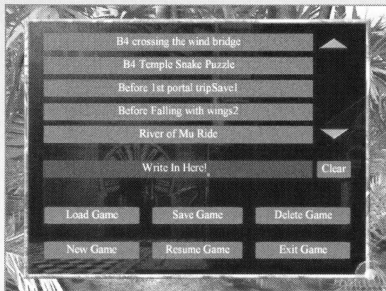 B4 crossing the wind bridge
B4 Temple Snake Puzzle
Before 1st portal tripSave1
Before Falling with wings2
River of Mu Ride
Write In Here!
Clear
Load Game Save Game Delete Game
New Game Resume Game Exit Game